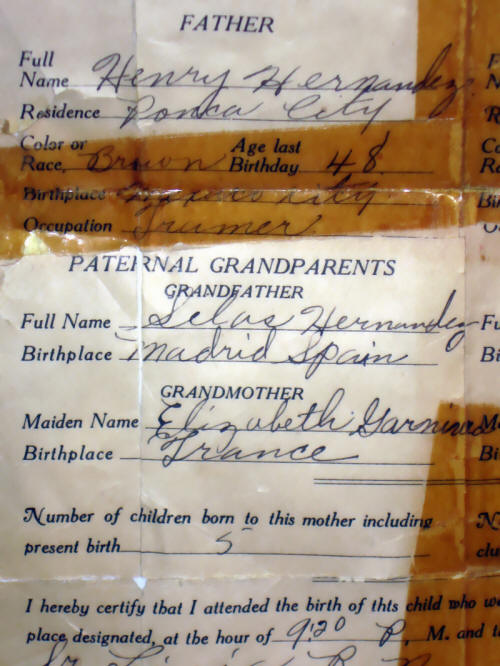 FATHER
Full
Name Henry Hernandez
Residence Ponca City
Color or
Race, Brown Age last
Birthday 48
Birthplace Mexico City
Occupation
PATERNAL GRANDPARENTS
GRANDFATHER
Full Name Selas Hernandez
Birthplace Madrid Spain
GRANDMOTHER
Maiden Name Elizabeth
Birthplace France
Number of children born to this mother including
present birth 5
I hereby certify that I attended the birth of this child who
place designated, at the hour of 9:20 P. M. and